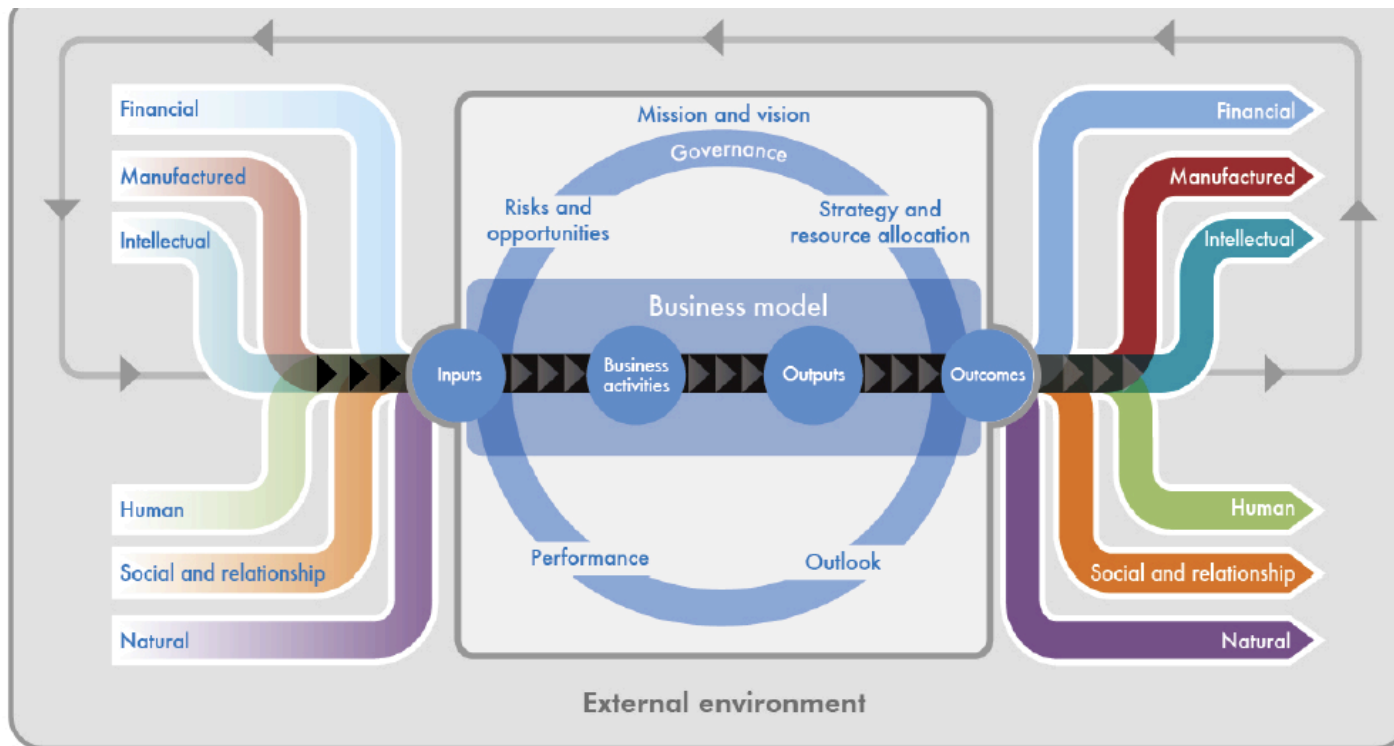 Financial
Manufactured
Intellectual
Human
Social and relationship
Natural
Mission and vision
Governance
Risks and
opportunities
Strategy and
resource allocation
Business model
Inputs
Business
activities
Outputs
Outcomes
Performance
Outlook
Financial
Manufactured
Intellectual
Human
Social and relationship
Natural
External environment